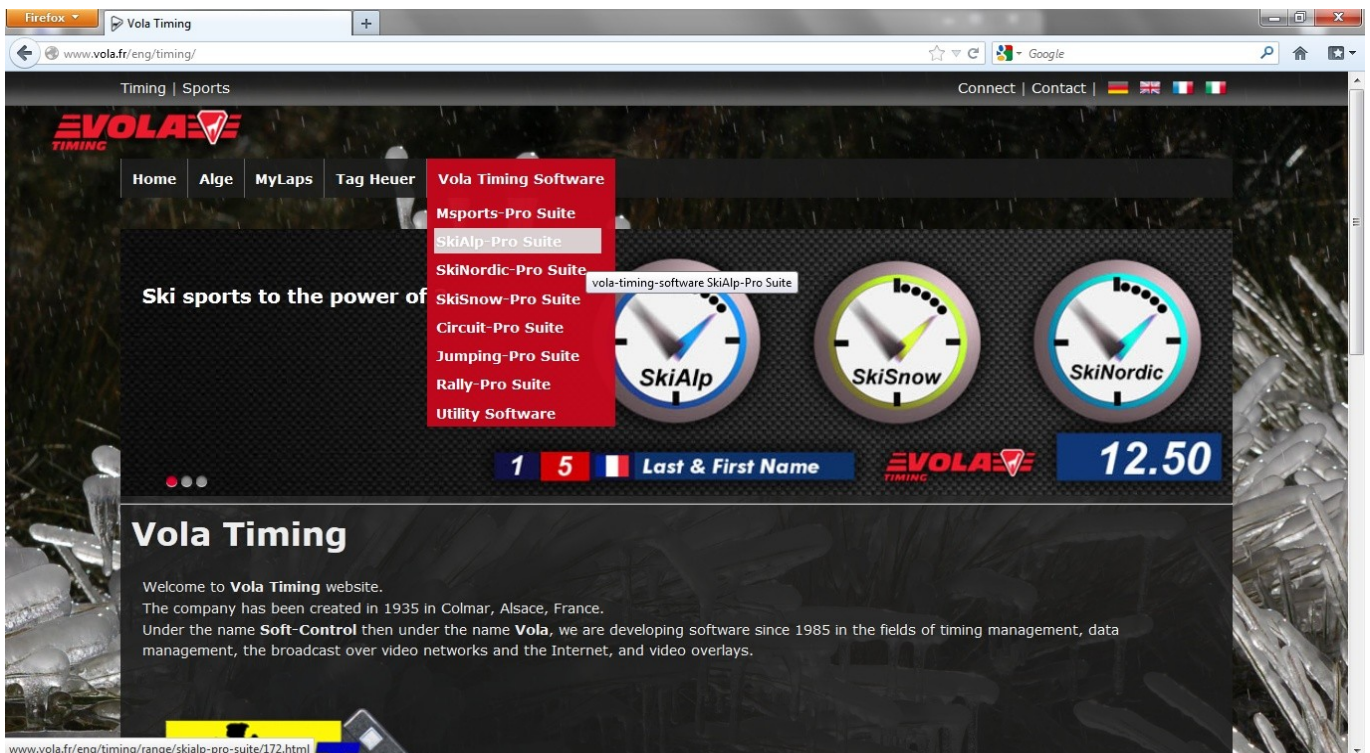 Firefox
Vola Timing
www.vola.fr/eng/timing/
Google
Timing | Sports
Connect | Contact |
VOLA
TIMING
Home Alge MyLaps Tag Heuer Vola Timing Software
Msports-Pro Suite
SkiAlp-Pro Suite
SkiNordic-Pro Suite
vola-timing-software SkiAlp-Pro Suite
SkiSnow-Pro Suite
Circuit-Pro Suite
Jumping-Pro Suite
Rally-Pro Suite
Utility Software
Ski sports to the power of
SkiAlp
SkiSnow
SkiNordic
1 5 Last & First Name
VOLA
TIMING
12.50
Vola Timing
Welcome to Vola Timing website.
The company has been created in 1935 in Colmar, Alsace, France.
Under the name Soft-Control then under the name Vola, we are developing software since 1985 in the fields of timing management, data
management, the broadcast over video networks and the Internet, and video overlays.
www.vola.fr/eng/timing/range/skialp-pro-suite/172.html